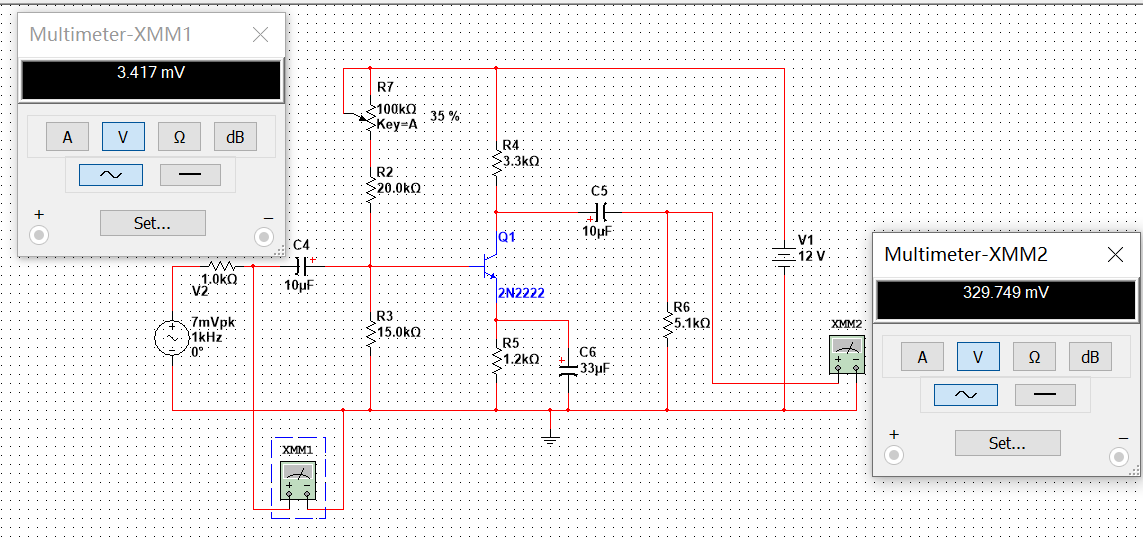 Multimeter-XMM1
3.417 mV
A V Ω dB
+ Set... −
R7
100kΩ
Key=A
35 %
R2
20.0kΩ
R4
3.3kΩ
C5
+
10µF
Q1
2N2222
C4
+
10µF
1.0kΩ
V2
7mVpk
1kHz
0°
R3
15.0kΩ
R5
1.2kΩ
C6
+
33µF
R6
5.1kΩ
V1
12 V
XMM1
+ −
XMM2
+ −
Multimeter-XMM2
329.749 mV
A V Ω dB
+ Set... −